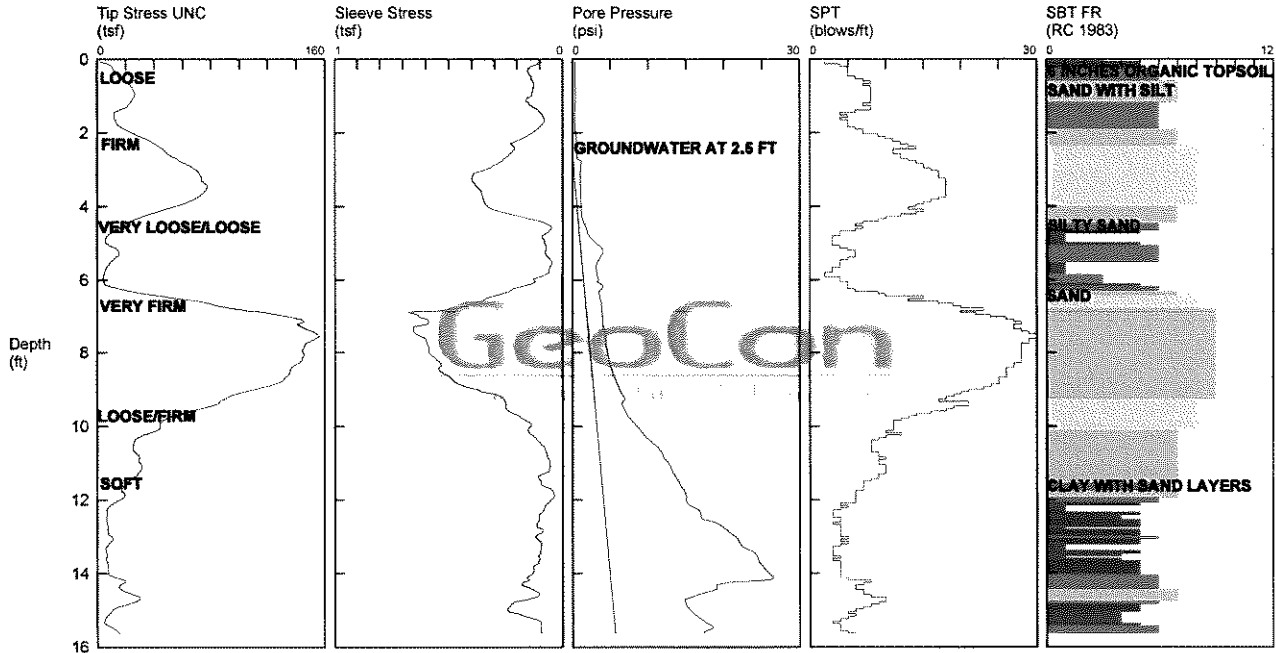 Tip Stress UNC
(tsf)
0 160
Sleeve Stress
(tsf)
1 0
Pore Pressure
(psi)
0 30
SPT
(blows/ft)
0 30
SBT FR
(RC 1983)
0 12
Depth
(ft)
0
2
4
6
8
10
12
14
16
LOOSE
FIRM
VERY LOOSE/LOOSE
VERY FIRM
LOOSE/FIRM
SOFT
GROUNDWATER AT 2.5 FT
6 INCHES ORGANIC TOPSOIL
SAND WITH SILT
SILTY SAND
SAND
CLAY WITH SAND LAYERS
GeoCon